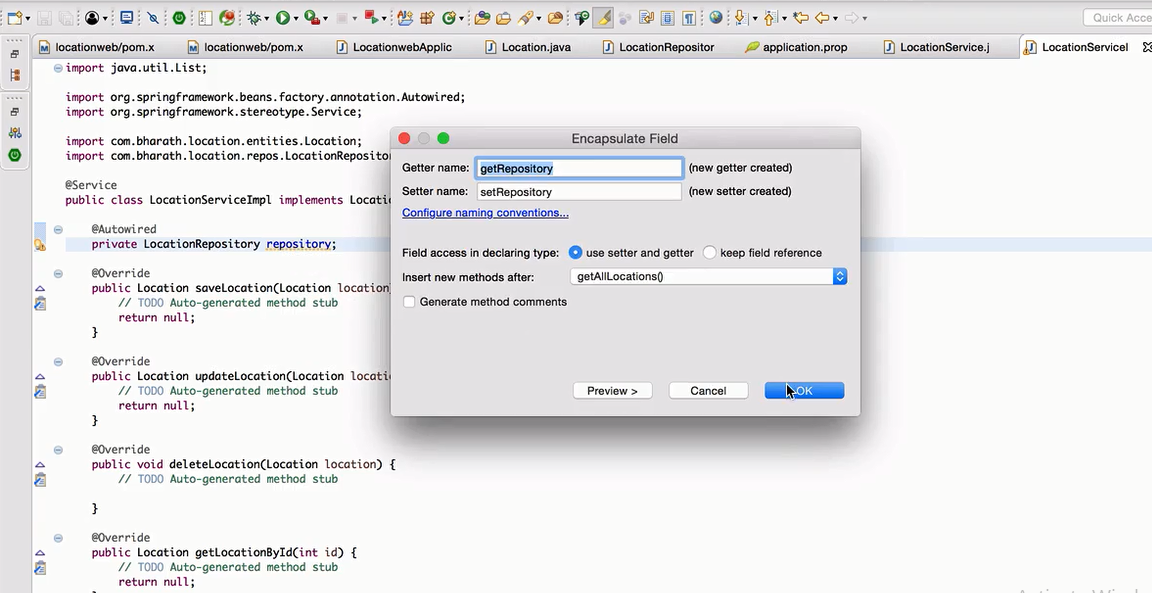 Quick Acce
locationweb/pom.x
locationweb/pom.x
LocationwebApplic
Location.java
LocationRepositor
application.prop
LocationService.j
LocationServiceI
import java.util.List;
import org.springframework.beans.factory.annotation.Autowired;
import org.springframework.stereotype.Service;
import com.bharath.location.entities.Location;
import com.bharath.location.repos.LocationRepositor
@Service
public class LocationServiceImpl implements Locati
@Autowired
private LocationRepository repository;
@Override
public Location saveLocation(Location location)
// TODO Auto-generated method stub
return null;
}
@Override
public Location updateLocation(Location locati
// TODO Auto-generated method stub
return null;
}
@Override
public void deleteLocation(Location location) {
// TODO Auto-generated method stub
}
@Override
public Location getLocationById(int id) {
// TODO Auto-generated method stub
return null;
Encapsulate Field
Getter name: getRepository (new getter created)
Setter name: setRepository (new setter created)
Configure naming conventions...
Field access in declaring type: use setter and getter keep field reference
Insert new methods after: getAllLocations()
Generate method comments
Preview > Cancel OK